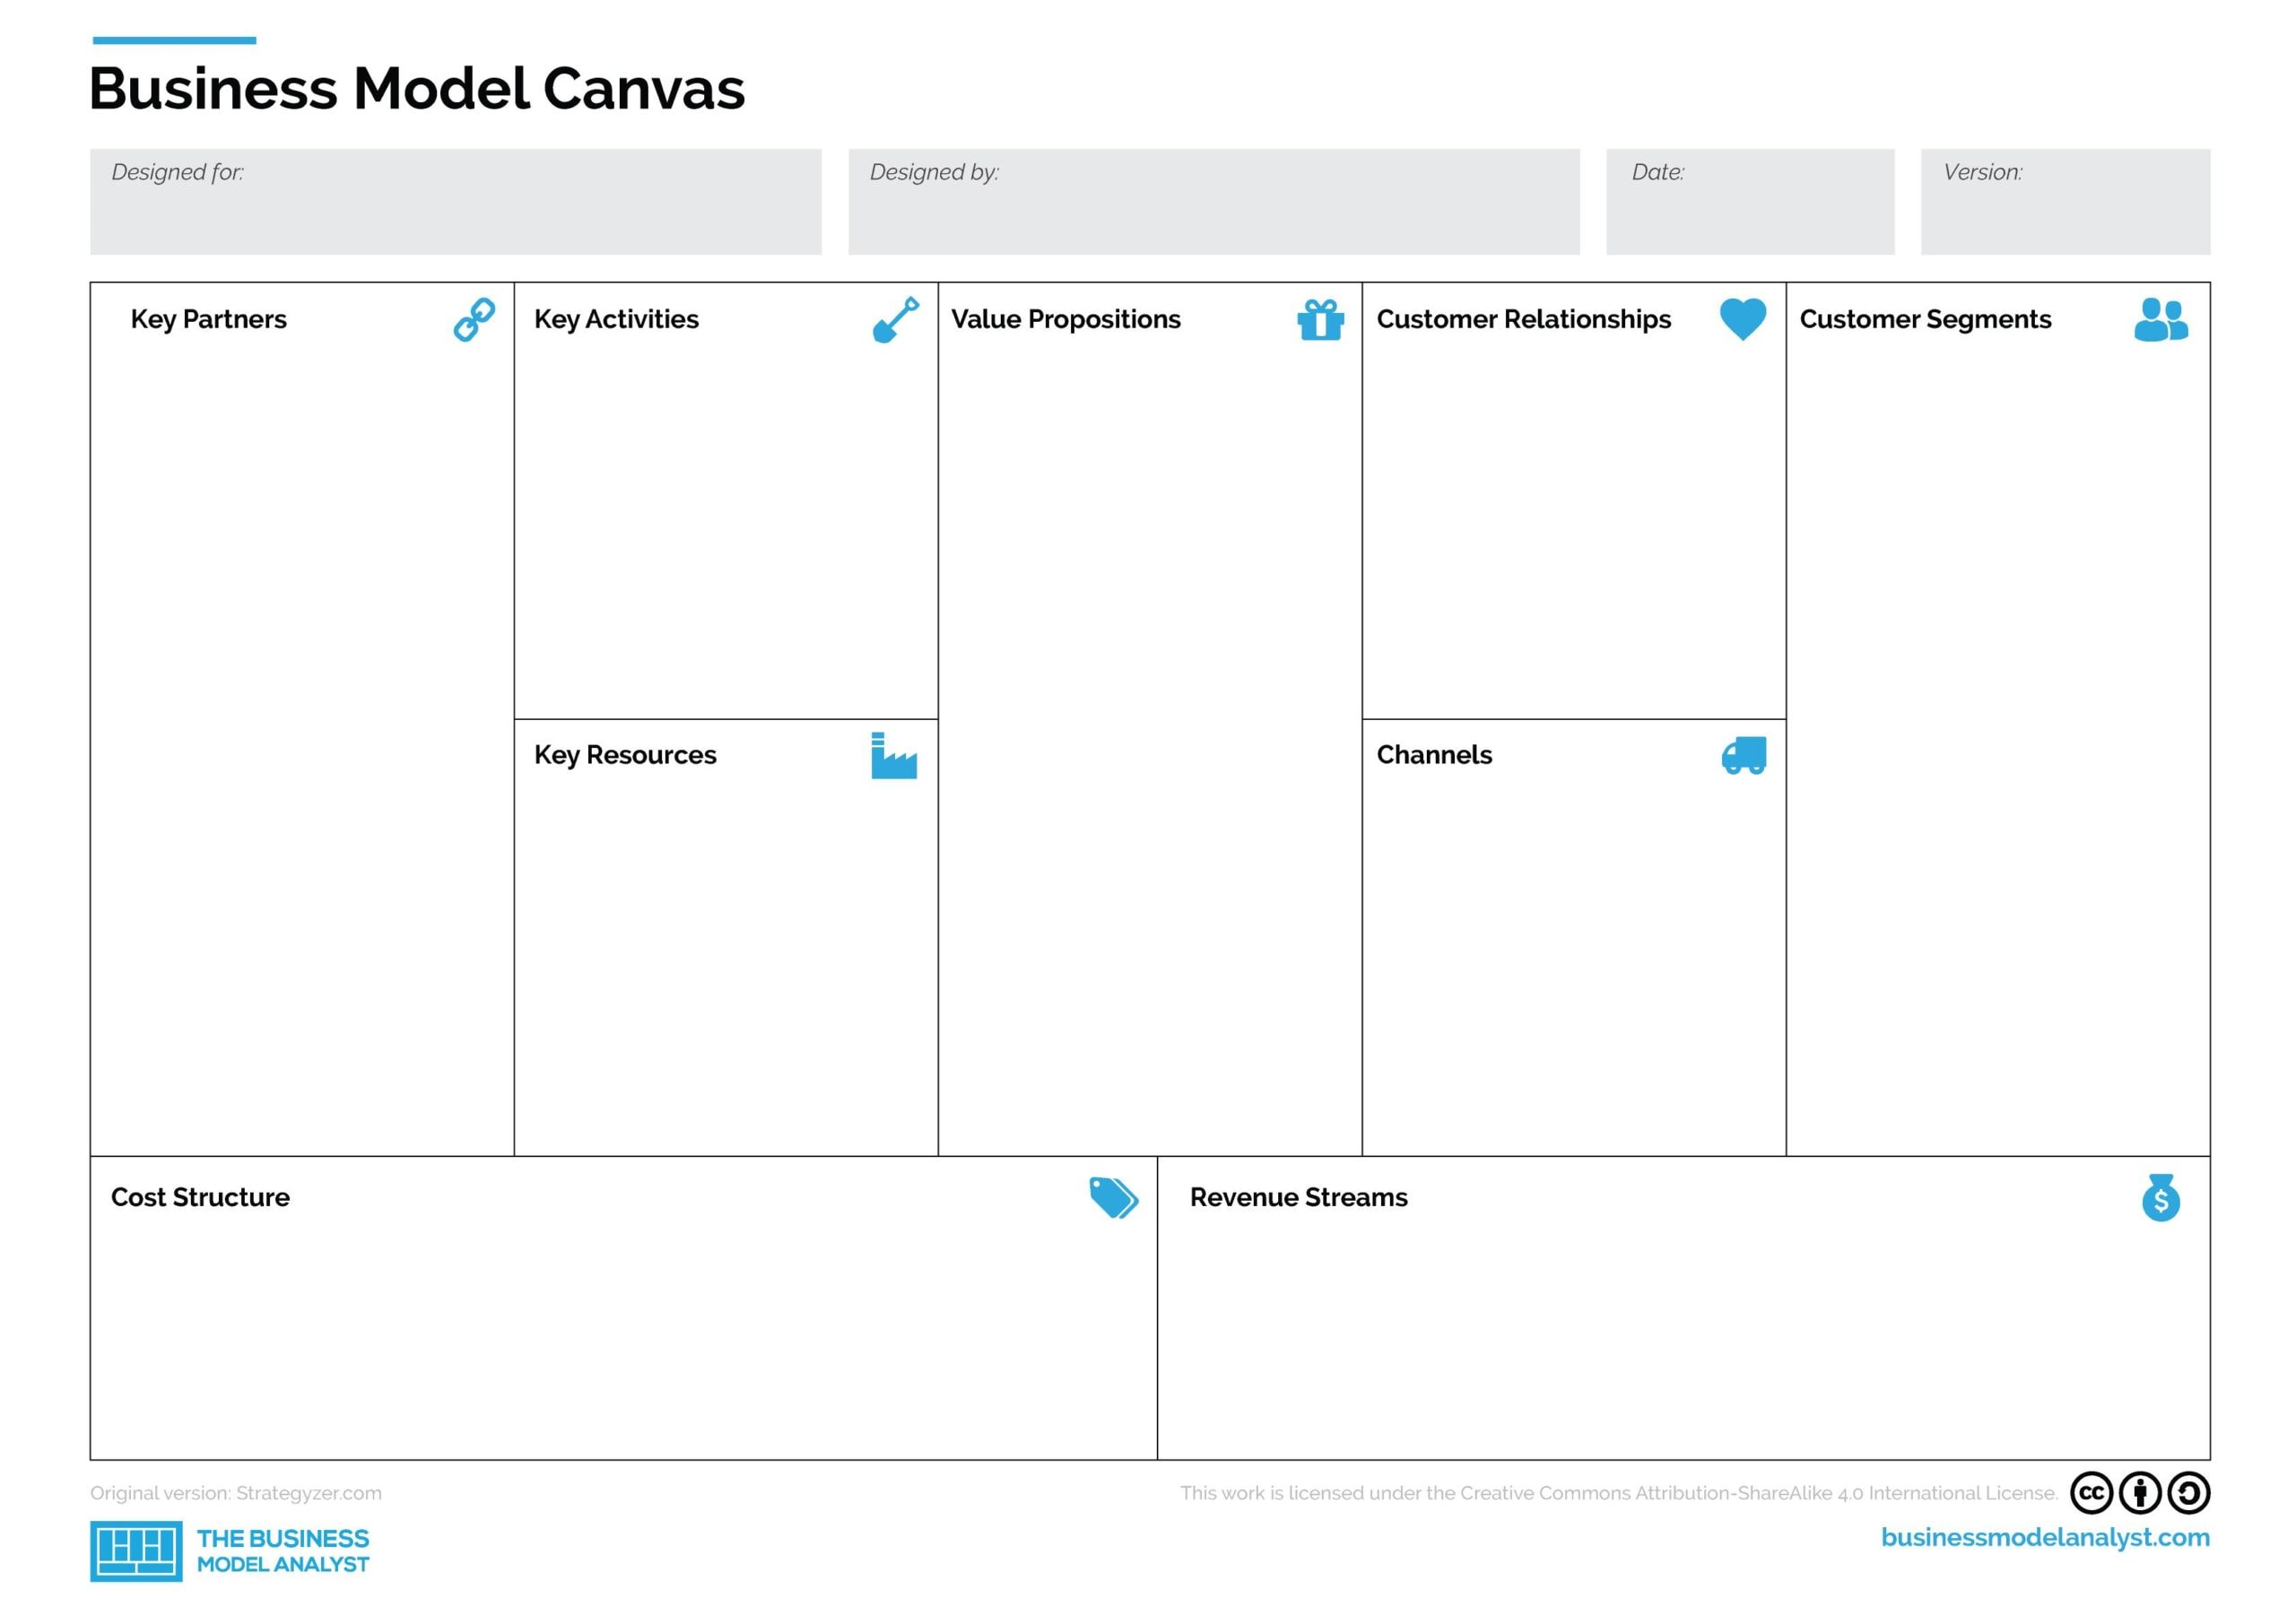 Business Model Canvas
Designed for:
Designed by:
Date:
Version:
Key Partners
Key Activities
Value Propositions
Customer Relationships
Customer Segments
Key Resources
Channels
Cost Structure
Revenue Streams
$
Original version: Strategyzer.com
This work is licensed under the Creative Commons Attribution-ShareAlike 4.0 International License.
cc
THE BUSINESS
MODEL ANALYST
businessmodelanalyst.com